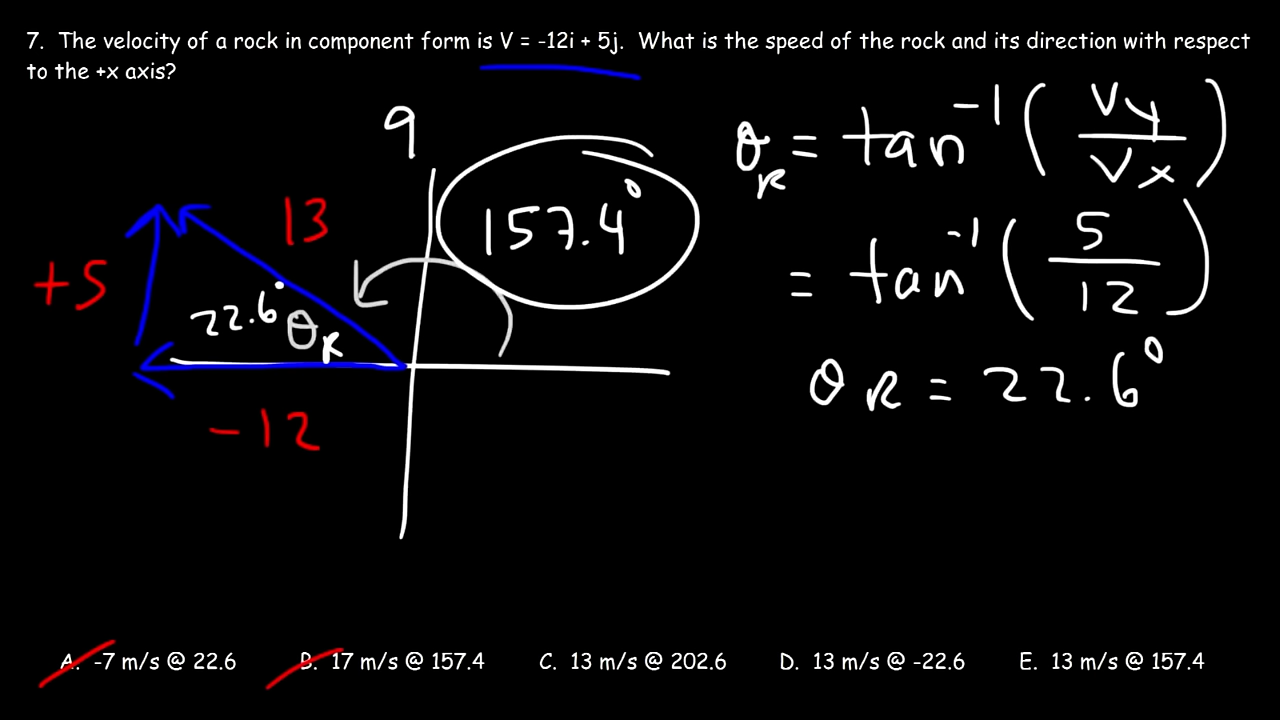 7. The velocity of a rock in component form is V = -12i + 5j. What is the speed of the rock and its direction with respect
to the +x axis?
θR = tan⁻¹ (Vy/Vx)
157.4°
13
= tan⁻¹ (5/12)
+5
22.6° θR
θR = 22.6°
-12
A. -7 m/s @ 22.6 B. 17 m/s @ 157.4 C. 13 m/s @ 202.6 D. 13 m/s @ -22.6 E. 13 m/s @ 157.4